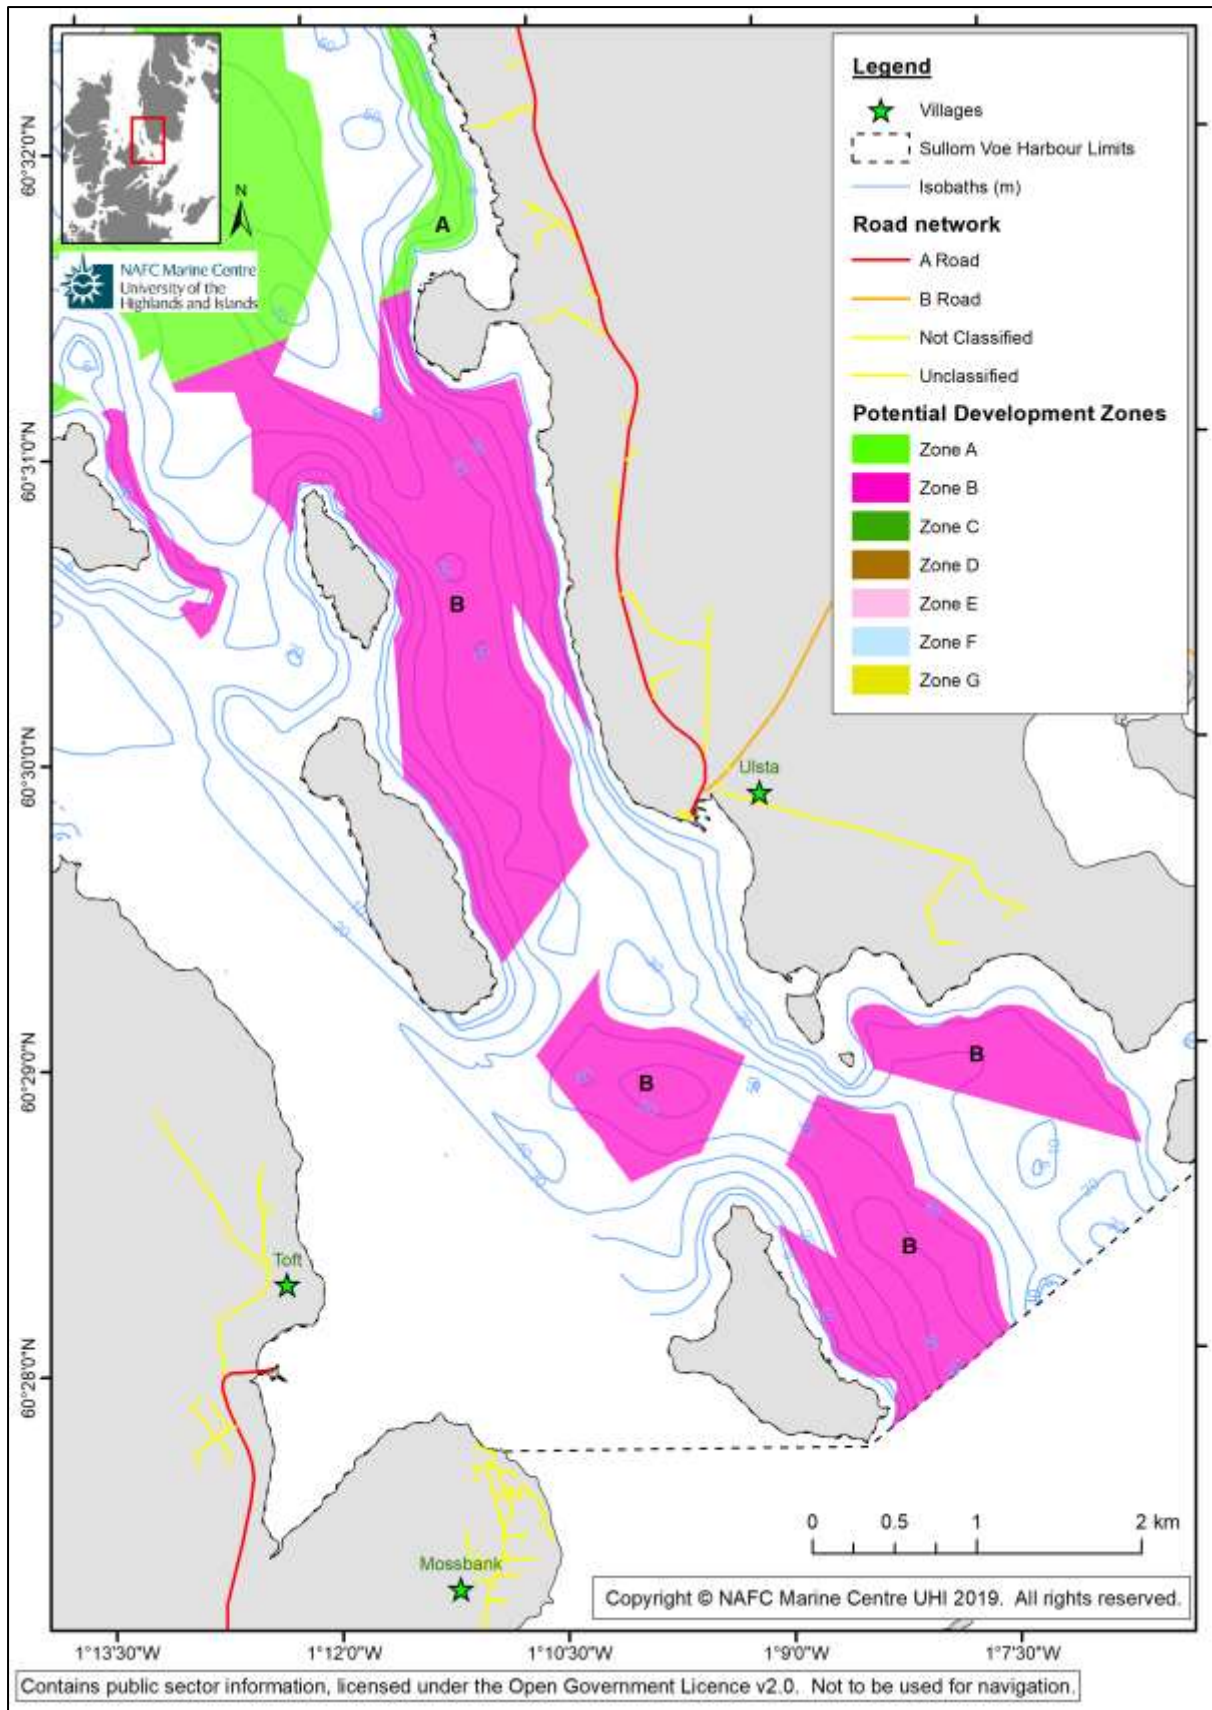 N
NAFC Marine Centre
University of the
Highlands and Islands
Legend
Villages
Sullom Voe Harbour Limits
Isobaths (m)
Road network
A Road
B Road
Not Classified
Unclassified
Potential Development Zones
Zone A
Zone B
Zone C
Zone D
Zone E
Zone F
Zone G
A
B
Ulsta
B
B
B
Toft
Mossbank
10
20
60°32'0"N
60°31'0"N
60°30'0"N
60°29'0"N
60°28'0"N
0 0.5 1 2 km
Copyright © NAFC Marine Centre UHI 2019. All rights reserved.
1°13'30"W 1°12'0"W 1°10'30"W 1°9'0"W 1°7'30"W
Contains public sector information, licensed under the Open Government Licence v2.0. Not to be used for navigation.